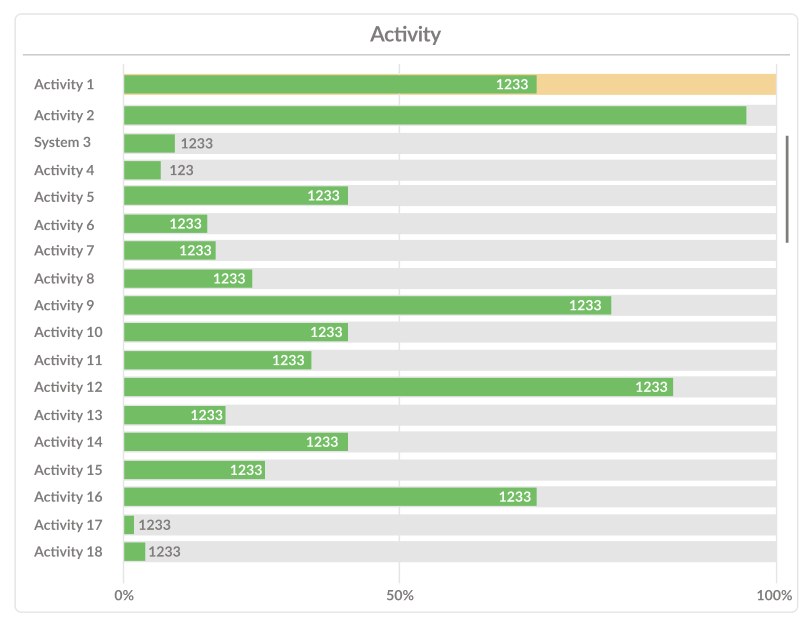 Activity
Activity 1 1233
Activity 2
System 3 1233
Activity 4 123
Activity 5 1233
Activity 6 1233
Activity 7 1233
Activity 8 1233
Activity 9 1233
Activity 10 1233
Activity 11 1233
Activity 12 1233
Activity 13 1233
Activity 14 1233
Activity 15 1233
Activity 16 1233
Activity 17 1233
Activity 18 1233
0% 50% 100%